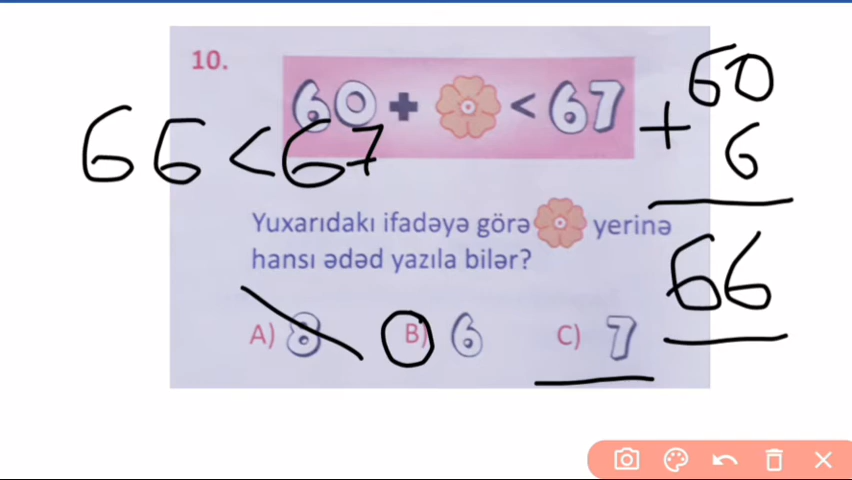 10.
60 + < 67
66 < 67
60
+ 6
66
Yuxarıdakı ifadəyə görə yerinə
hansı ədəd yazıla bilər?
A) 8 B) 6 C) 7